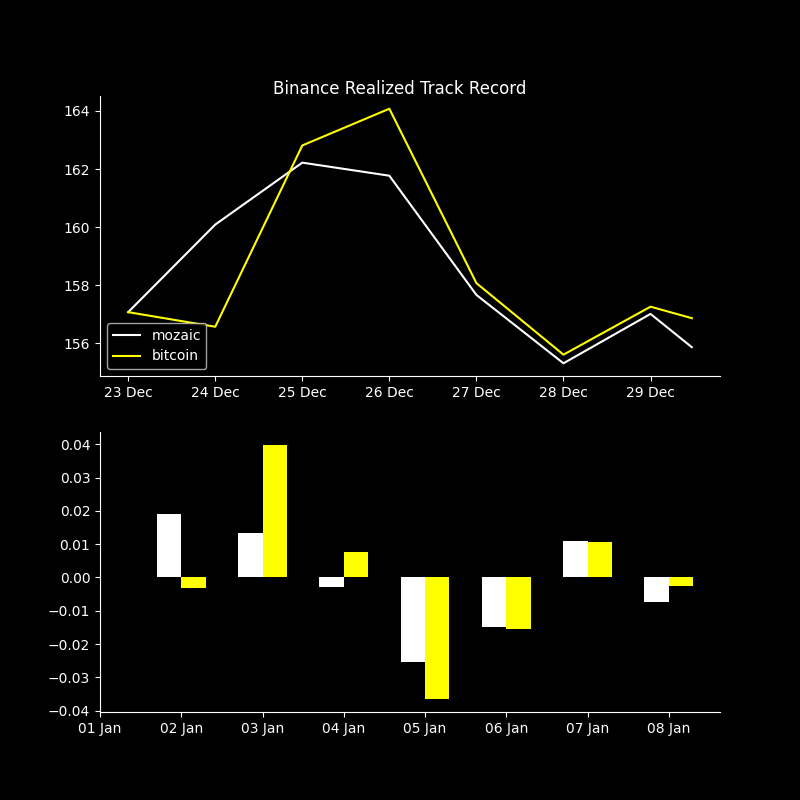 Binance Realized Track Record
164
162
160
158
156
mozaic
bitcoin
23 Dec 24 Dec 25 Dec 26 Dec 27 Dec 28 Dec 29 Dec
0.04
0.03
0.02
0.01
0.00
−0.01
−0.02
−0.03
−0.04
01 Jan 02 Jan 03 Jan 04 Jan 05 Jan 06 Jan 07 Jan 08 Jan